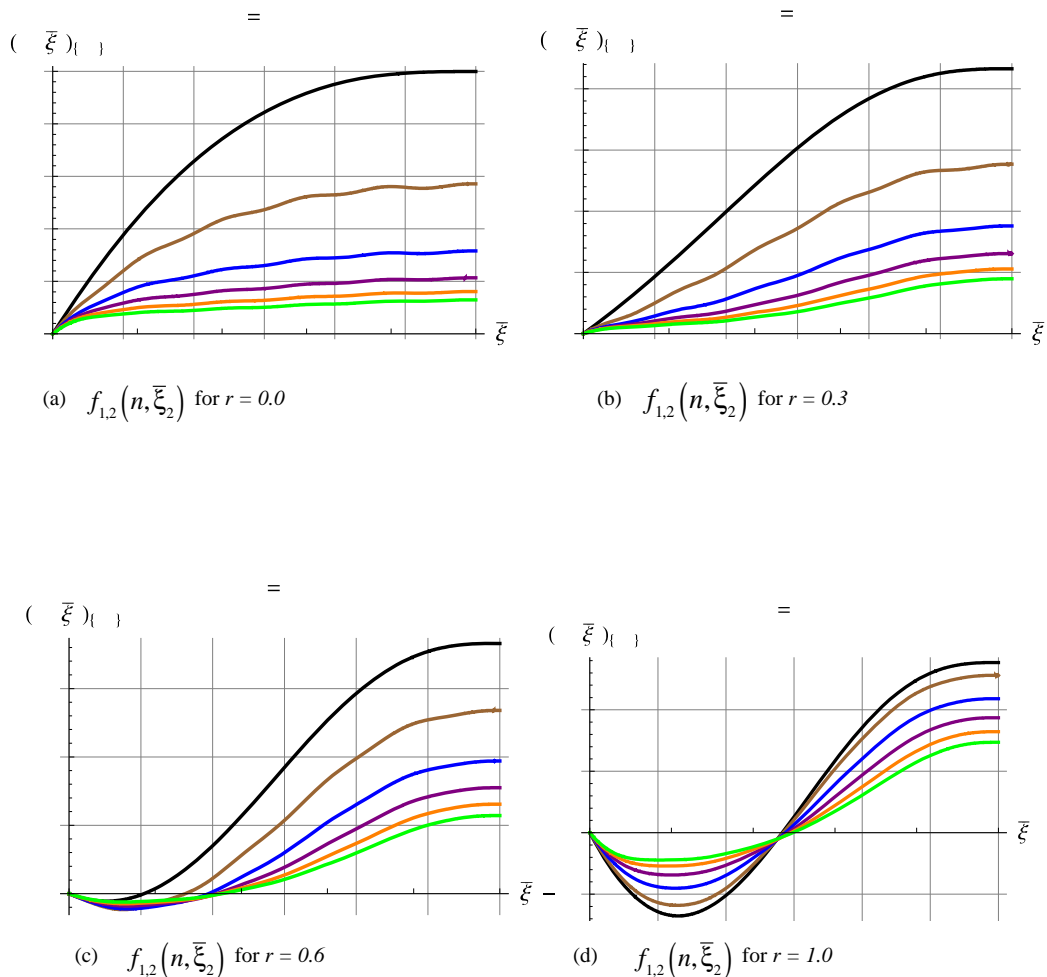 =
=
( ξ̄ ){ }
( ξ̄ ){ }
ξ̄
ξ̄
(a) f1,2(n, ξ̄2) for r = 0.0
(b) f1,2(n, ξ̄2) for r = 0.3
=
=
( ξ̄ ){ }
( ξ̄ ){ }
ξ̄
ξ̄
−
(c) f1,2(n, ξ̄2) for r = 0.6
(d) f1,2(n, ξ̄2) for r = 1.0